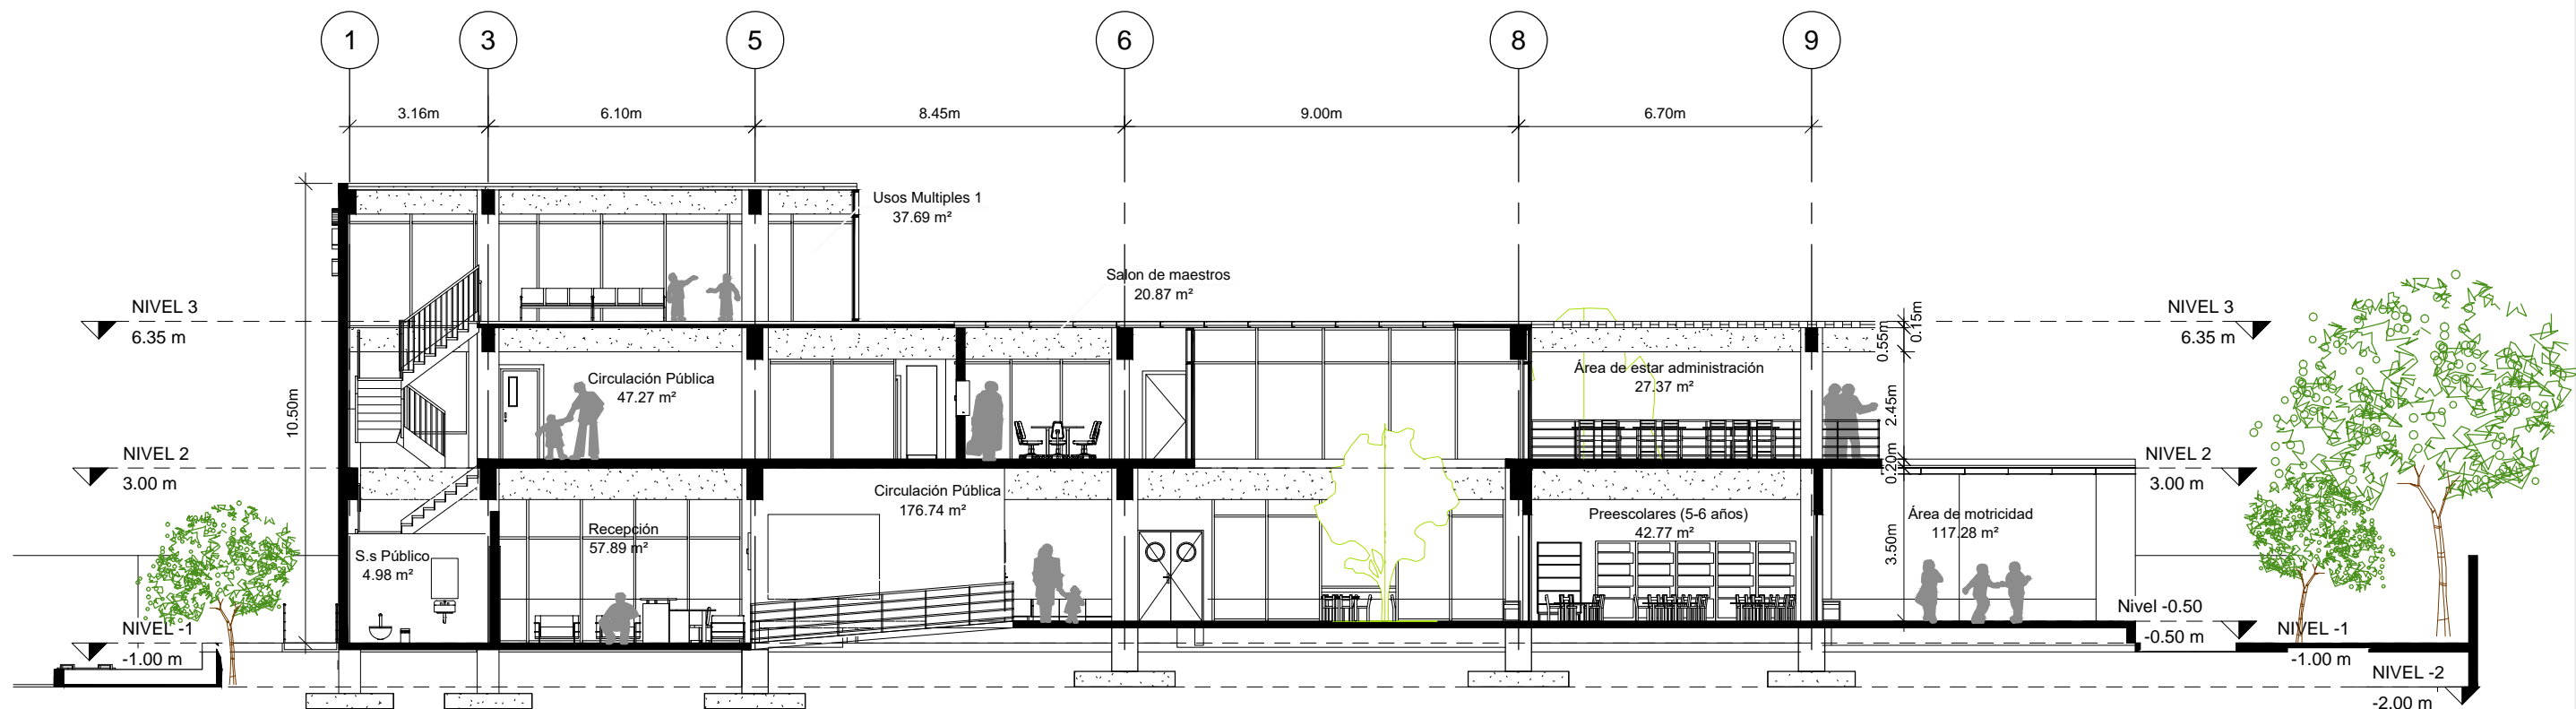 1
3
5
6
8
9
3.16m
6.10m
8.45m
9.00m
6.70m
10.50m
Usos Multiples 1
37.69 m²
Salon de maestros
20.87 m²
NIVEL 3
6.35 m
NIVEL 3
6.35 m
0.55m
0.15m
Circulación Pública
47.27 m²
Área de estar administración
27.37 m²
2.45m
NIVEL 2
3.00 m
NIVEL 2
3.00 m
0.20m
Circulación Pública
176.74 m²
Recepción
57.89 m²
S.s Público
4.98 m²
Preescolares (5-6 años)
42.77 m²
Área de motricidad
117.28 m²
3.50m
NIVEL -1
-1.00 m
Nivel -0.50
-0.50 m
NIVEL -1
-1.00 m
NIVEL -2
-2.00 m